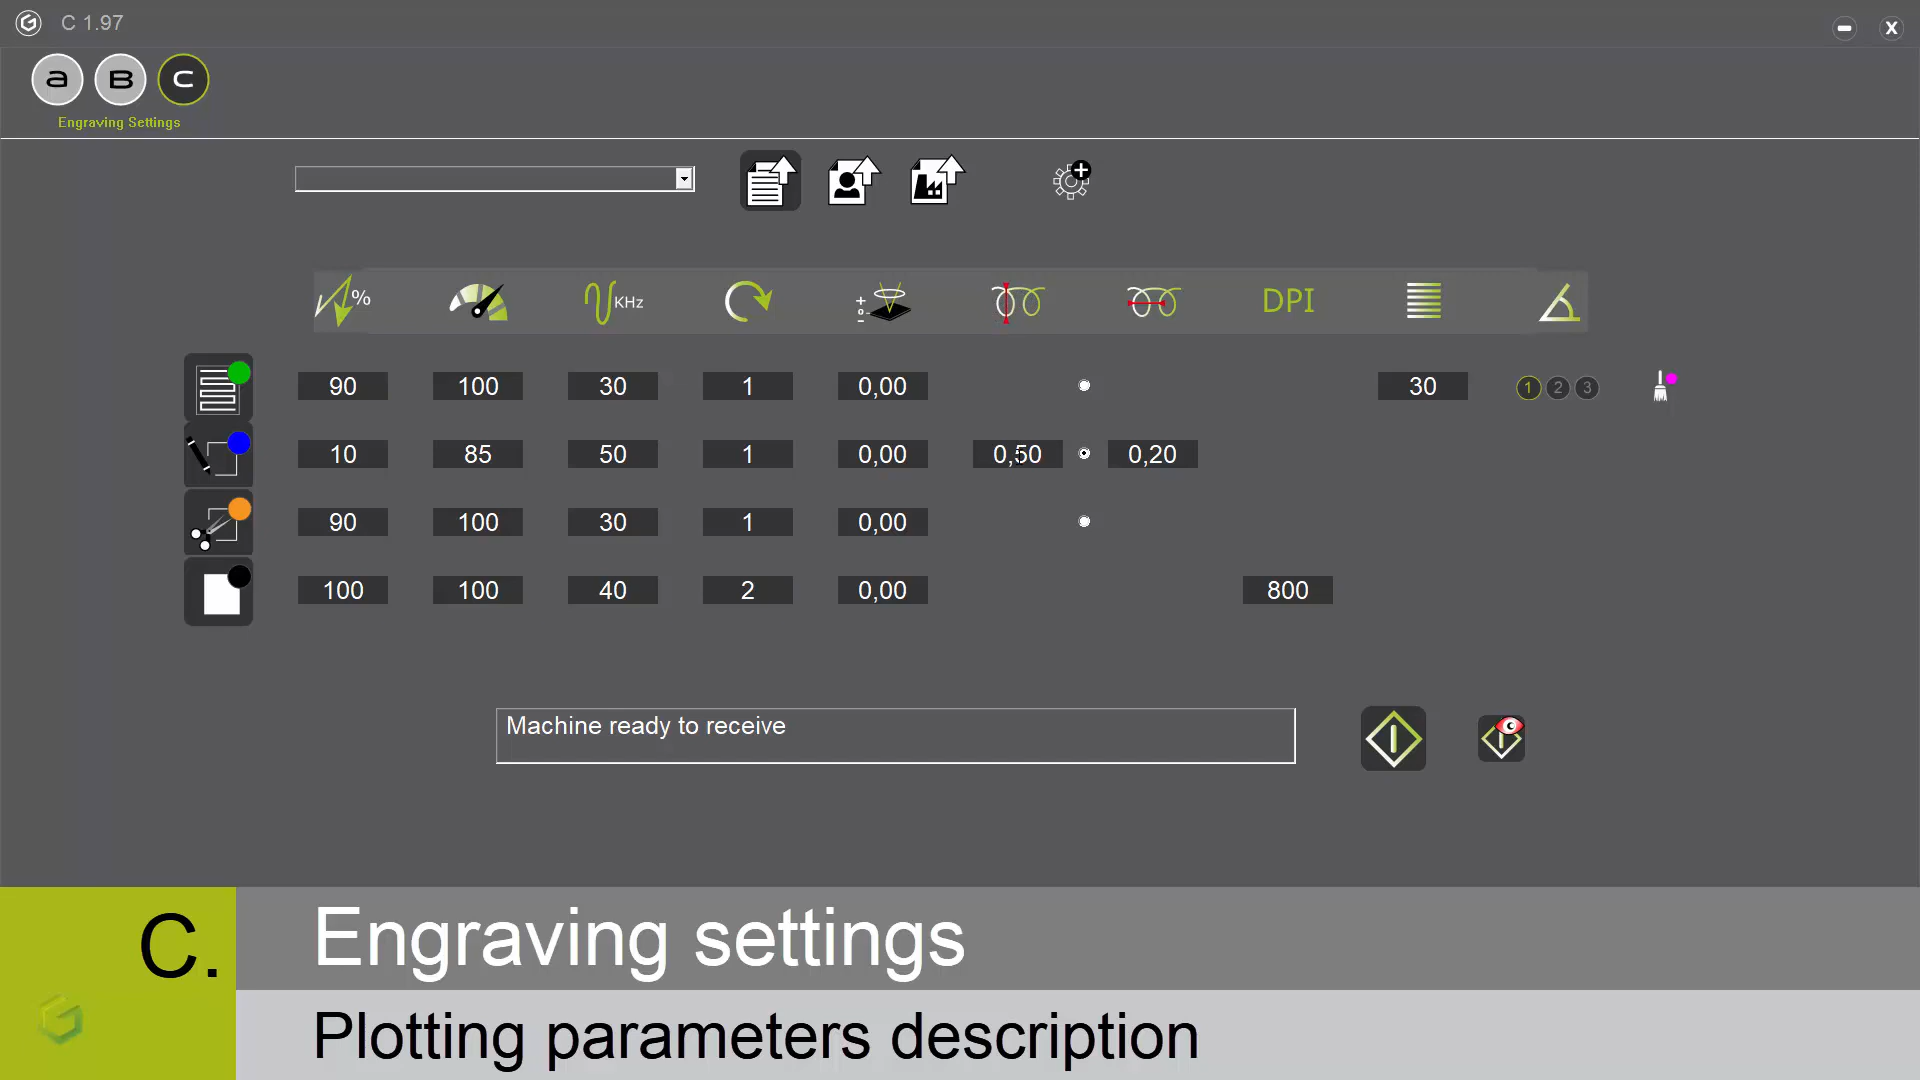 C 1.97
X
a B C
Engraving Settings
% KHz + 0 - DPI
90 100 30 1 0,00 30 1 2 3
10 85 50 1 0,00 0,50 0,20
90 100 30 1 0,00
100 100 40 2 0,00 800
Machine ready to receive
C. Engraving settings
Plotting parameters description